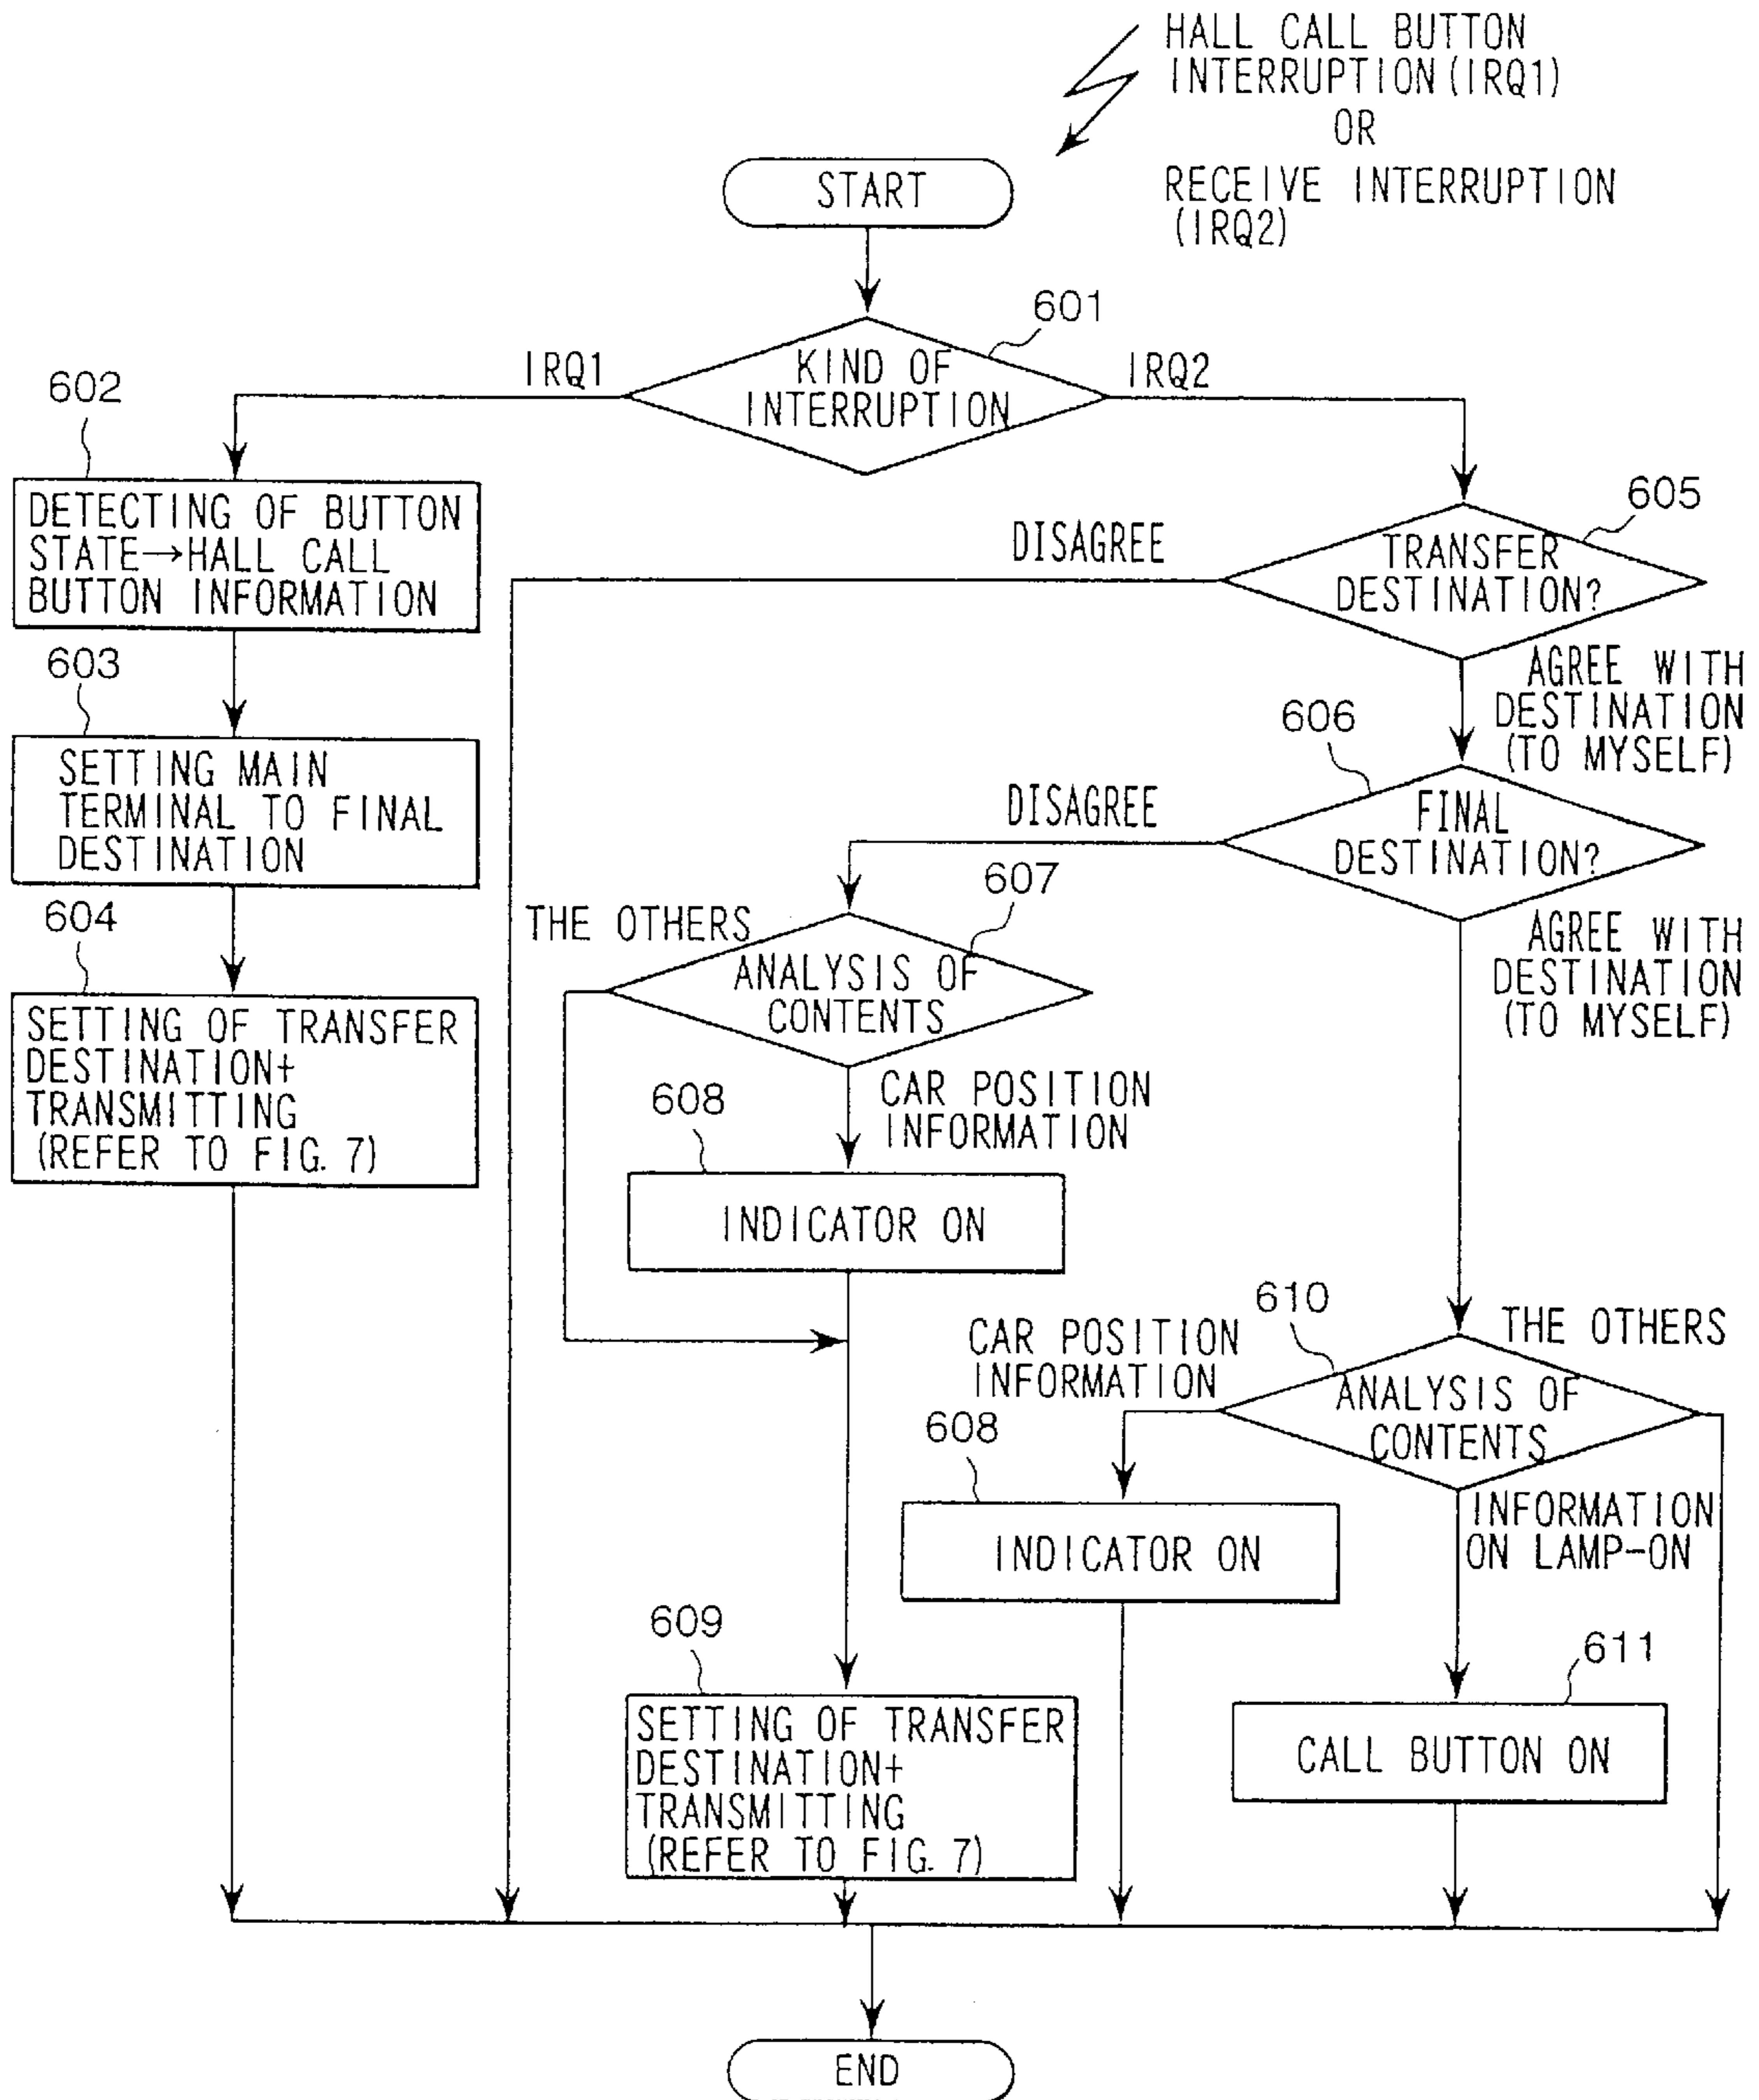 HALL CALL BUTTON
INTERRUPTION(IRQ1)
OR
RECEIVE INTERRUPTION
(IRQ2)
START
601
KIND OF
INTERRUPTION
IRQ1
IRQ2
602
DETECTING OF BUTTON
STATE→HALL CALL
BUTTON INFORMATION
603
SETTING MAIN
TERMINAL TO FINAL
DESTINATION
604
SETTING OF TRANSFER
DESTINATION+
TRANSMITTING
(REFER TO FIG. 7)
605
TRANSFER
DESTINATION?
DISAGREE
AGREE WITH
DESTINATION
(TO MYSELF)
606
FINAL
DESTINATION?
DISAGREE
AGREE WITH
DESTINATION
(TO MYSELF)
607
THE OTHERS
ANALYSIS OF
CONTENTS
CAR POSITION
INFORMATION
608
INDICATOR ON
609
SETTING OF TRANSFER
DESTINATION+
TRANSMITTING
(REFER TO FIG. 7)
610
THE OTHERS
CAR POSITION
INFORMATION
ANALYSIS OF
CONTENTS
608
INDICATOR ON
INFORMATION
ON LAMP-ON
611
CALL BUTTON ON
END